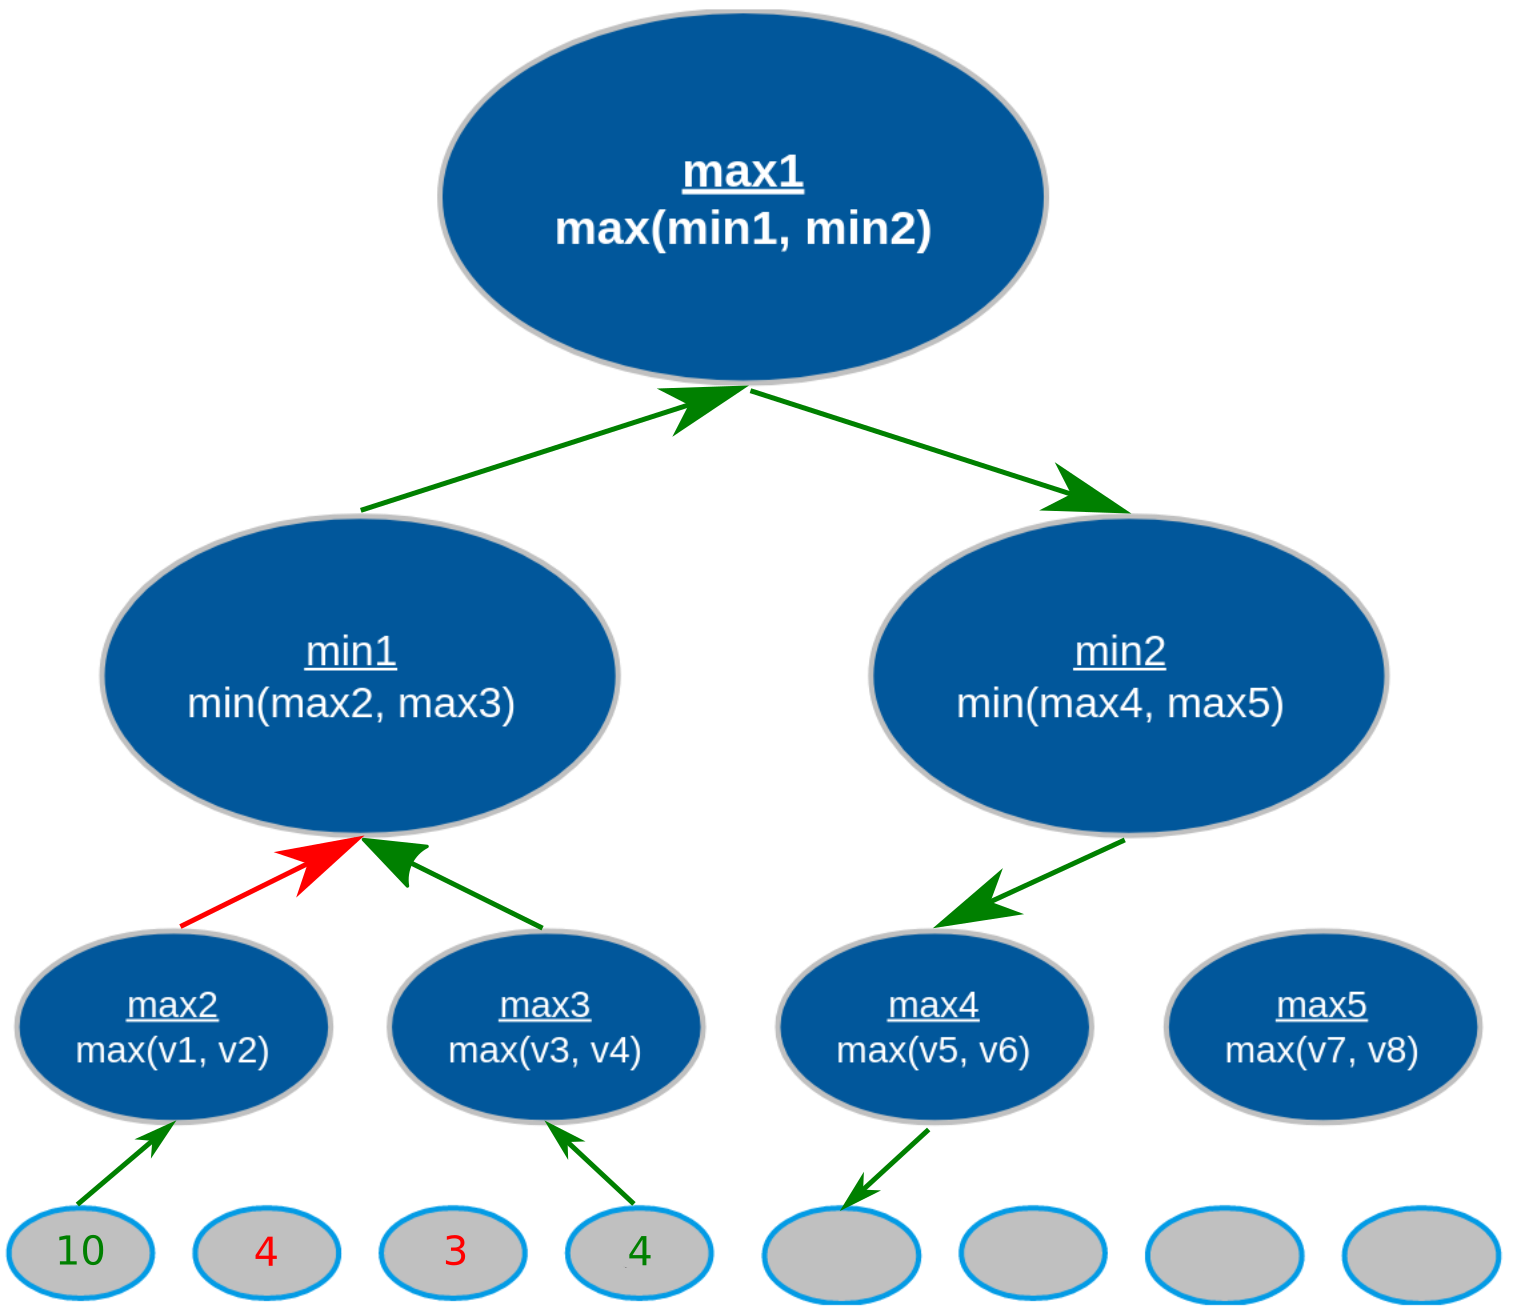 max1
max(min1, min2)
min1
min(max2, max3)
min2
min(max4, max5)
max2
max(v1, v2)
max3
max(v3, v4)
max4
max(v5, v6)
max5
max(v7, v8)
10
4
3
4